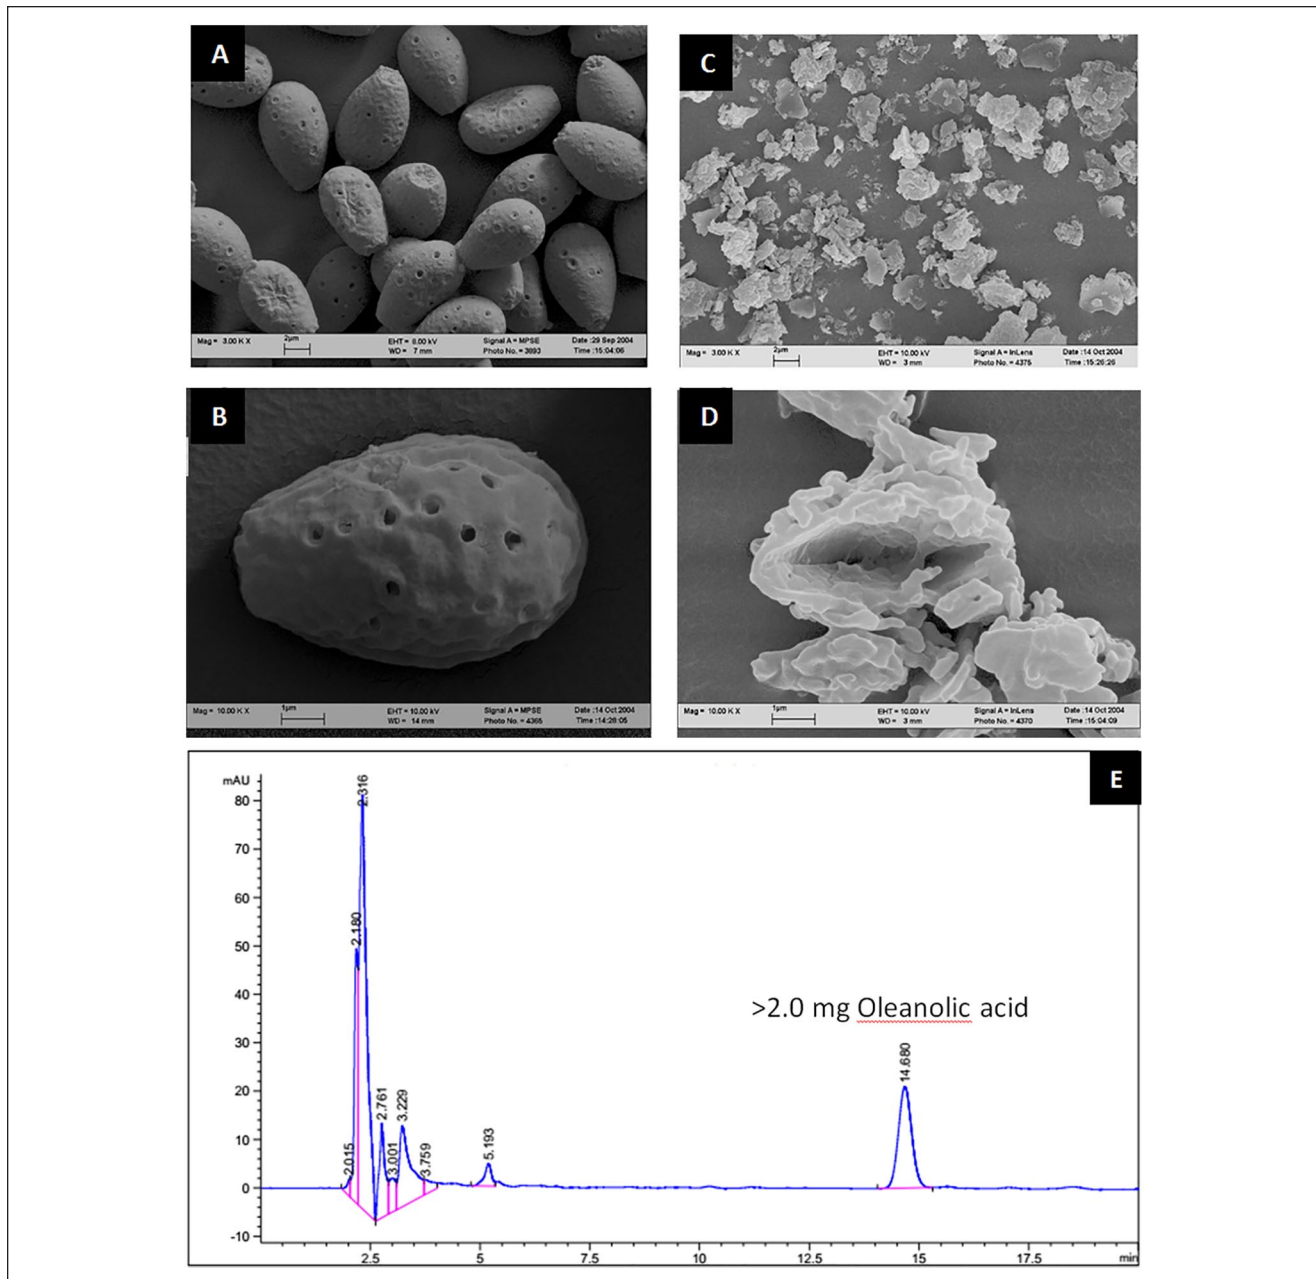 A
Mag = 3.00 K X
2µm
EHT = 8.00 kV
WD = 7 mm
Signal A = MPSE
Photo No. = 3893
Date :29 Sep 2004
Time :15:04:06
C
Mag = 3.00 K X
2µm
EHT = 10.00 kV
WD = 3 mm
Signal A = InLens
Photo No. = 4375
Date :14 Oct 2004
Time :15:26:26
B
Mag = 10.00 K X
1µm
EHT = 10.00 kV
WD = 14 mm
Signal A = MPSE
Photo No. = 4365
Date :14 Oct 2004
Time :14:28:05
D
Mag = 10.00 K X
1µm
EHT = 10.00 kV
WD = 3 mm
Signal A = InLens
Photo No. = 4370
Date :14 Oct 2004
Time :15:04:09
E
mAU
80
70
60
50
40
30
20
10
0
-10
2.015
2.180
2.316
2.761
3.001
3.229
3.759
5.193
14.680
>2.0 mg Oleanolic acid
2.5
5
7.5
10
12.5
15
17.5
min